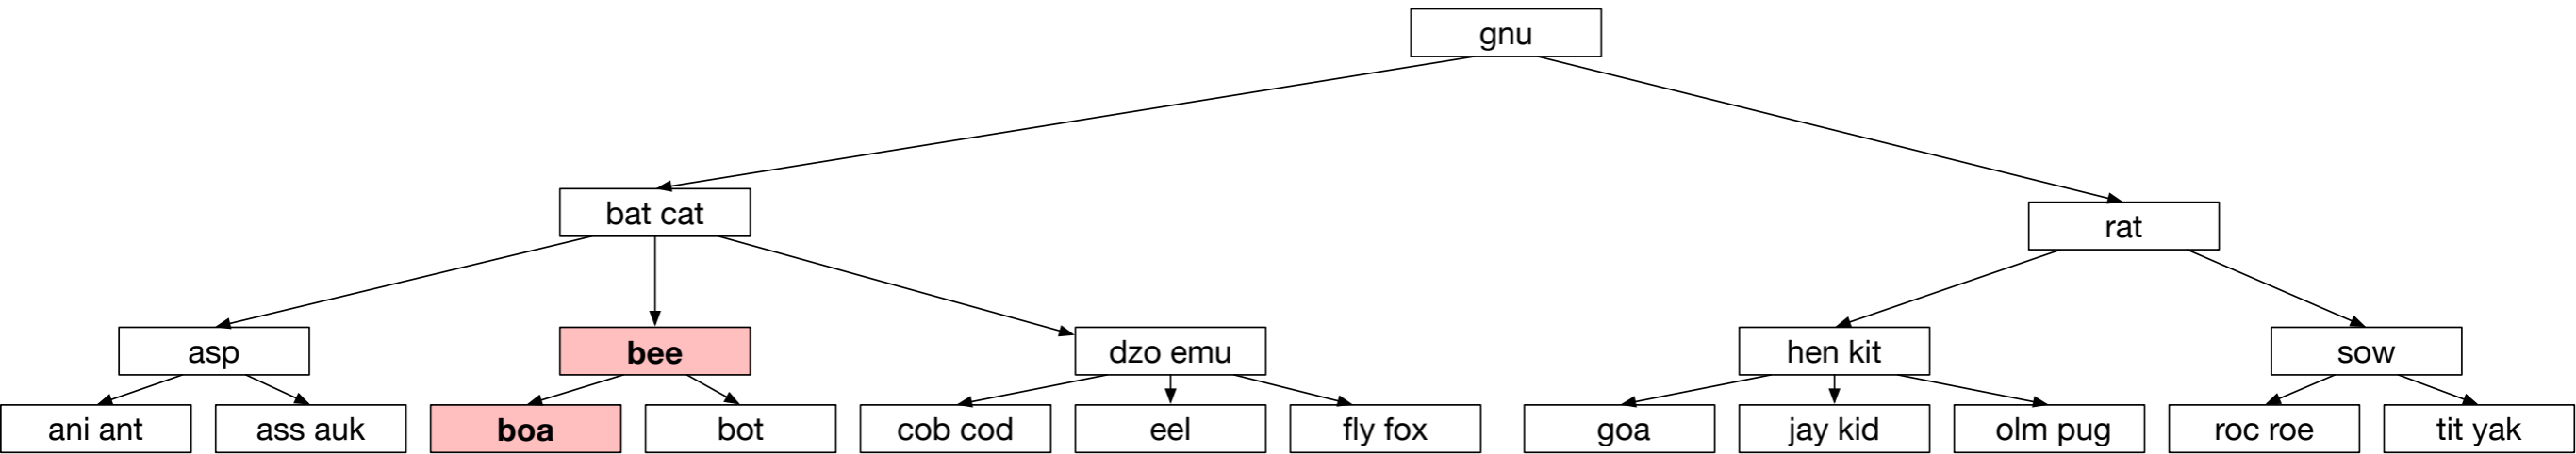 gnu
bat cat
rat
asp
bee
dzo emu
hen kit
sow
ani ant
ass auk
boa
bot
cob cod
eel
fly fox
goa
jay kid
olm pug
roc roe
tit yak